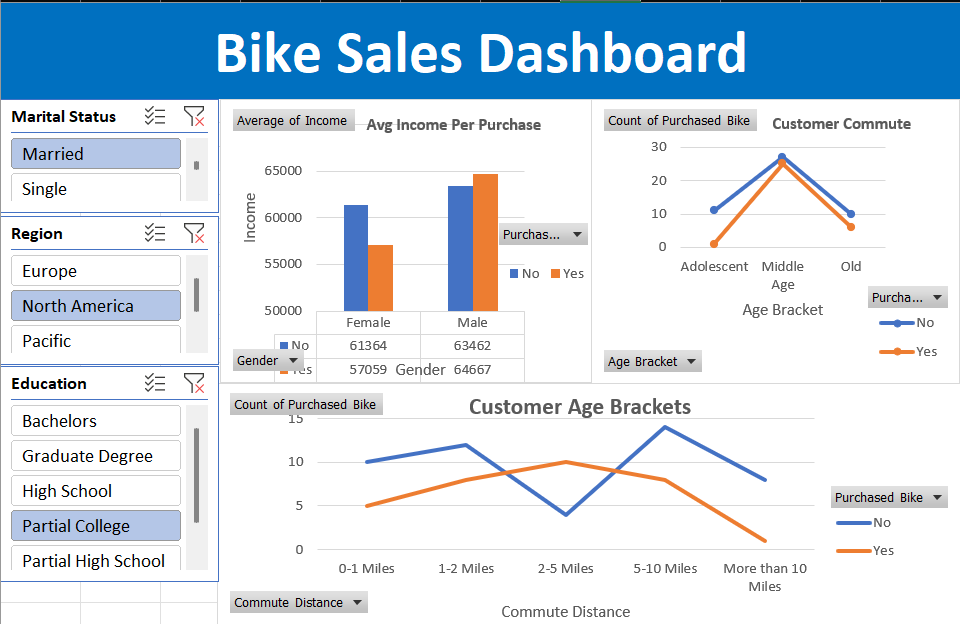 Bike Sales Dashboard
Marital Status
Married
Single
Region
Europe
North America
Pacific
Education
Bachelors
Graduate Degree
High School
Partial College
Partial High School
Average of Income
Avg Income Per Purchase
Income
65000
60000
55000
50000
Female Male
No 61364 63462
Yes 57059 64667
Gender
Gender
Purchas...
No Yes
Count of Purchased Bike
Customer Commute
30
20
10
0
Adolescent Middle Age Old
Age Bracket
Purcha...
No
Yes
Age Bracket
Count of Purchased Bike
Customer Age Brackets
15
10
5
0
0-1 Miles 1-2 Miles 2-5 Miles 5-10 Miles More than 10 Miles
Commute Distance
Purchased Bike
No
Yes
Commute Distance